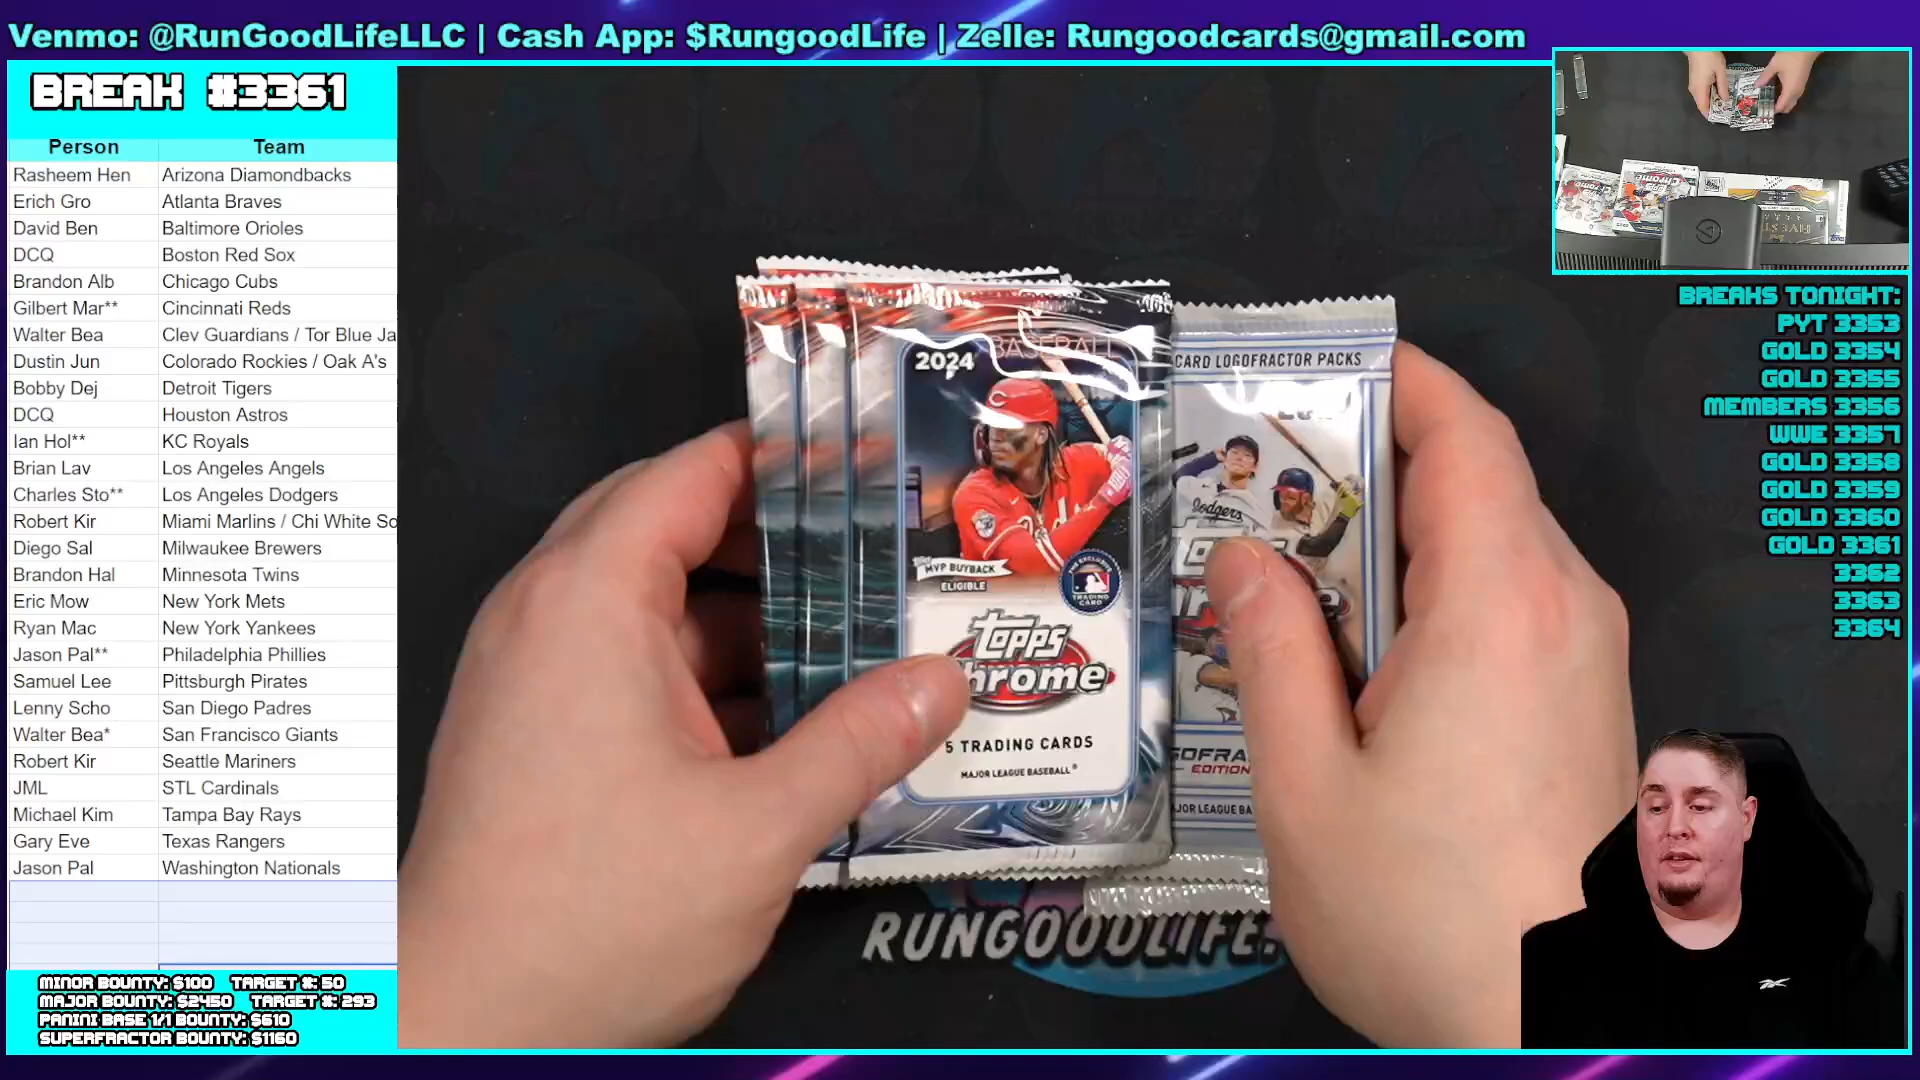 Venmo: @RunGoodLifeLLC | Cash App: $RungoodLife | Zelle: Rungoodcards@gmail.com
BREAK #3361
Person Team
Rasheem Hen Arizona Diamondbacks
Erich Gro Atlanta Braves
David Ben Baltimore Orioles
DCQ Boston Red Sox
Brandon Alb Chicago Cubs
Gilbert Mar** Cincinnati Reds
Walter Bea Clev Guardians / Tor Blue Ja
Dustin Jun Colorado Rockies / Oak A's
Bobby Dej Detroit Tigers
DCQ Houston Astros
Ian Hol** KC Royals
Brian Lav Los Angeles Angels
Charles Sto** Los Angeles Dodgers
Robert Kir Miami Marlins / Chi White So
Diego Sal Milwaukee Brewers
Brandon Hal Minnesota Twins
Eric Mow New York Mets
Ryan Mac New York Yankees
Jason Pal** Philadelphia Phillies
Samuel Lee Pittsburgh Pirates
Lenny Scho San Diego Padres
Walter Bea* San Francisco Giants
Robert Kir Seattle Mariners
JML STL Cardinals
Michael Kim Tampa Bay Rays
Gary Eve Texas Rangers
Jason Pal Washington Nationals
MINOR BOUNTY: $100 TARGET #: 50
MAJOR BOUNTY: $2450 TARGET #: 293
PANINI BASE 1/1 BOUNTY: $610
SUPERFRACTOR BOUNTY: $1160
2024 BASEBALL
MVP BUYBACK
ELIGIBLE
TRADING CARD
Topps
Chrome
5 TRADING CARDS
MAJOR LEAGUE BASEBALL®
CARD LOGOFRACTOR PACKS
Dodgers
EDITION
RUNGOODLIFE.
BREAKS TONIGHT:
PYT 3353
GOLD 3354
GOLD 3355
MEMBERS 3356
WWE 3357
GOLD 3358
GOLD 3359
GOLD 3360
GOLD 3361
3362
3363
3364